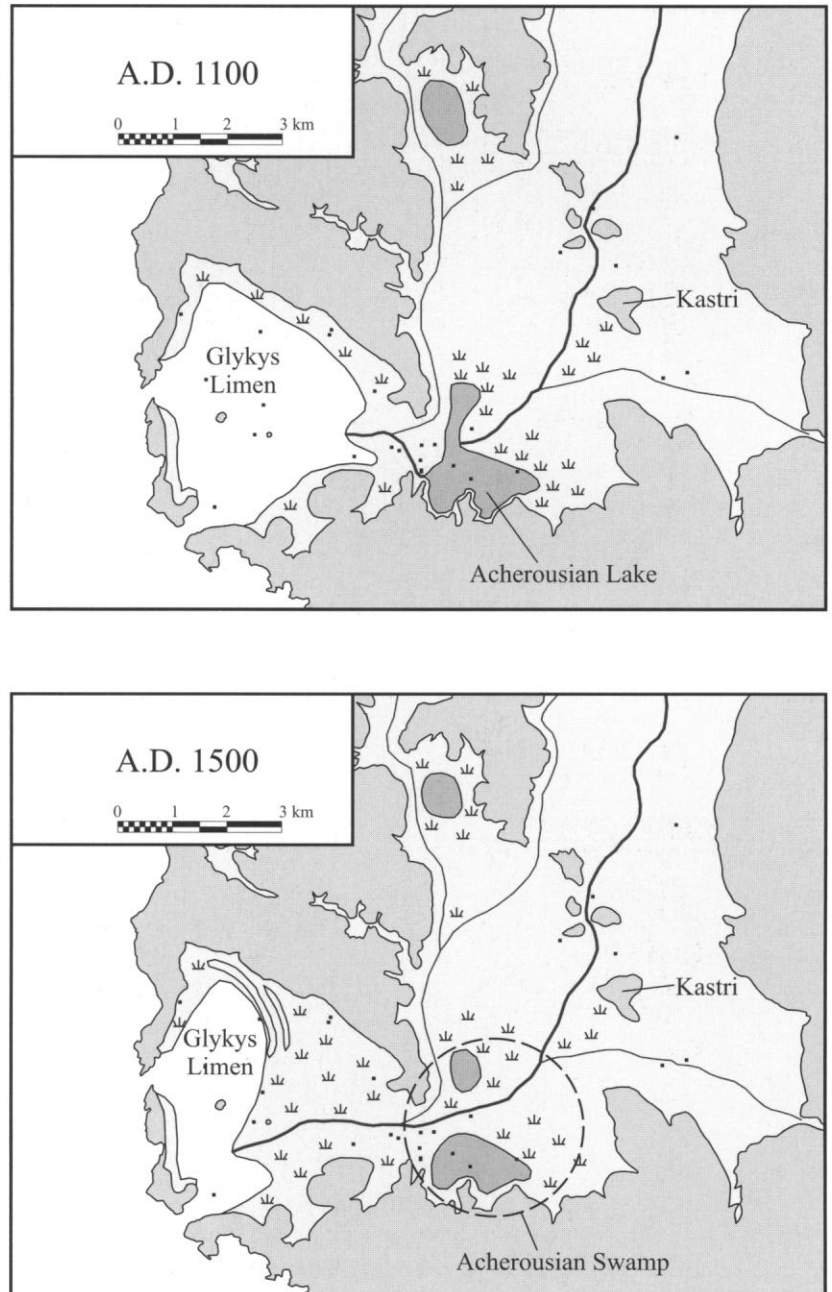 A.D. 1100
0 1 2 3 km
Kastri
Glykys
Limen
Acherousian Lake
A.D. 1500
0 1 2 3 km
Kastri
Glykys
Limen
Acherousian Swamp